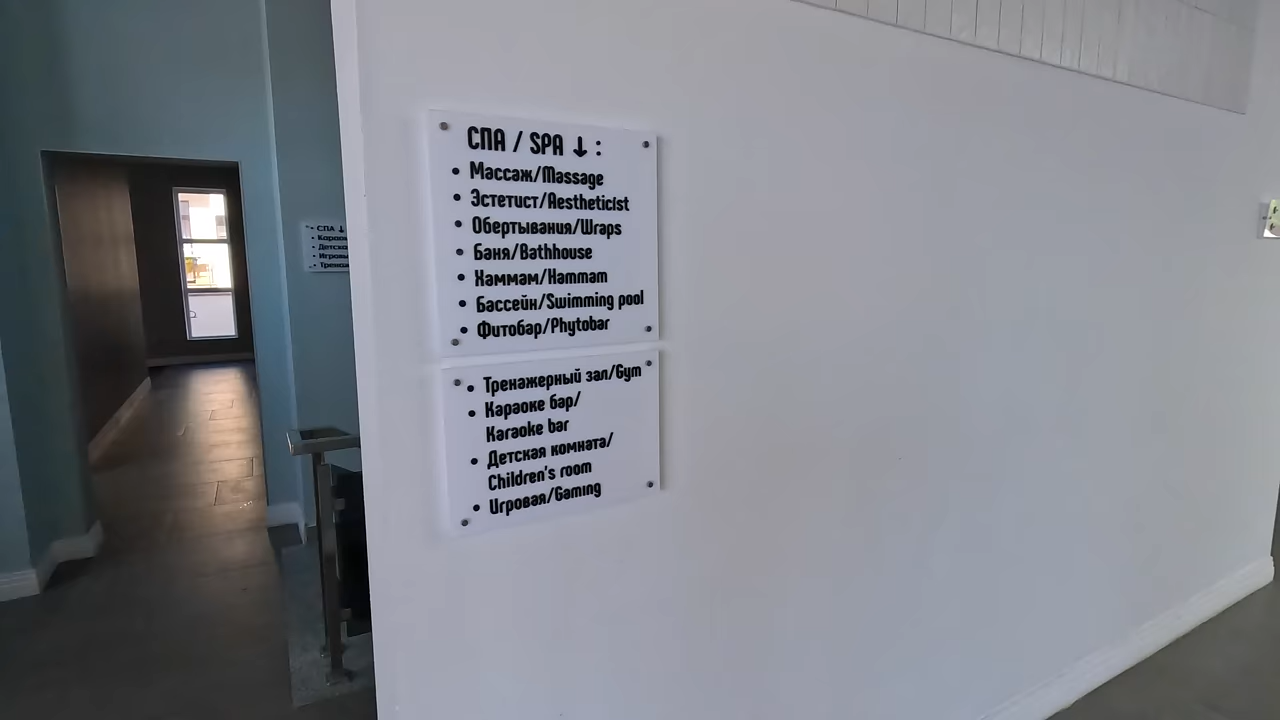 СПА / SPA ↓ :
• Массаж/Massage
• Эстетист/Aestheticist
• Обертывания/Wraps
• Баня/Bathhouse
• Хаммам/Hammam
• Бассейн/Swimming pool
• Фитобар/Phytobar
• Тренажерный зал/Gym
• Караоке бар/
Karaoke bar
• Детская комната/
Children's room
• Игровая/Gaming
• СПА ↓